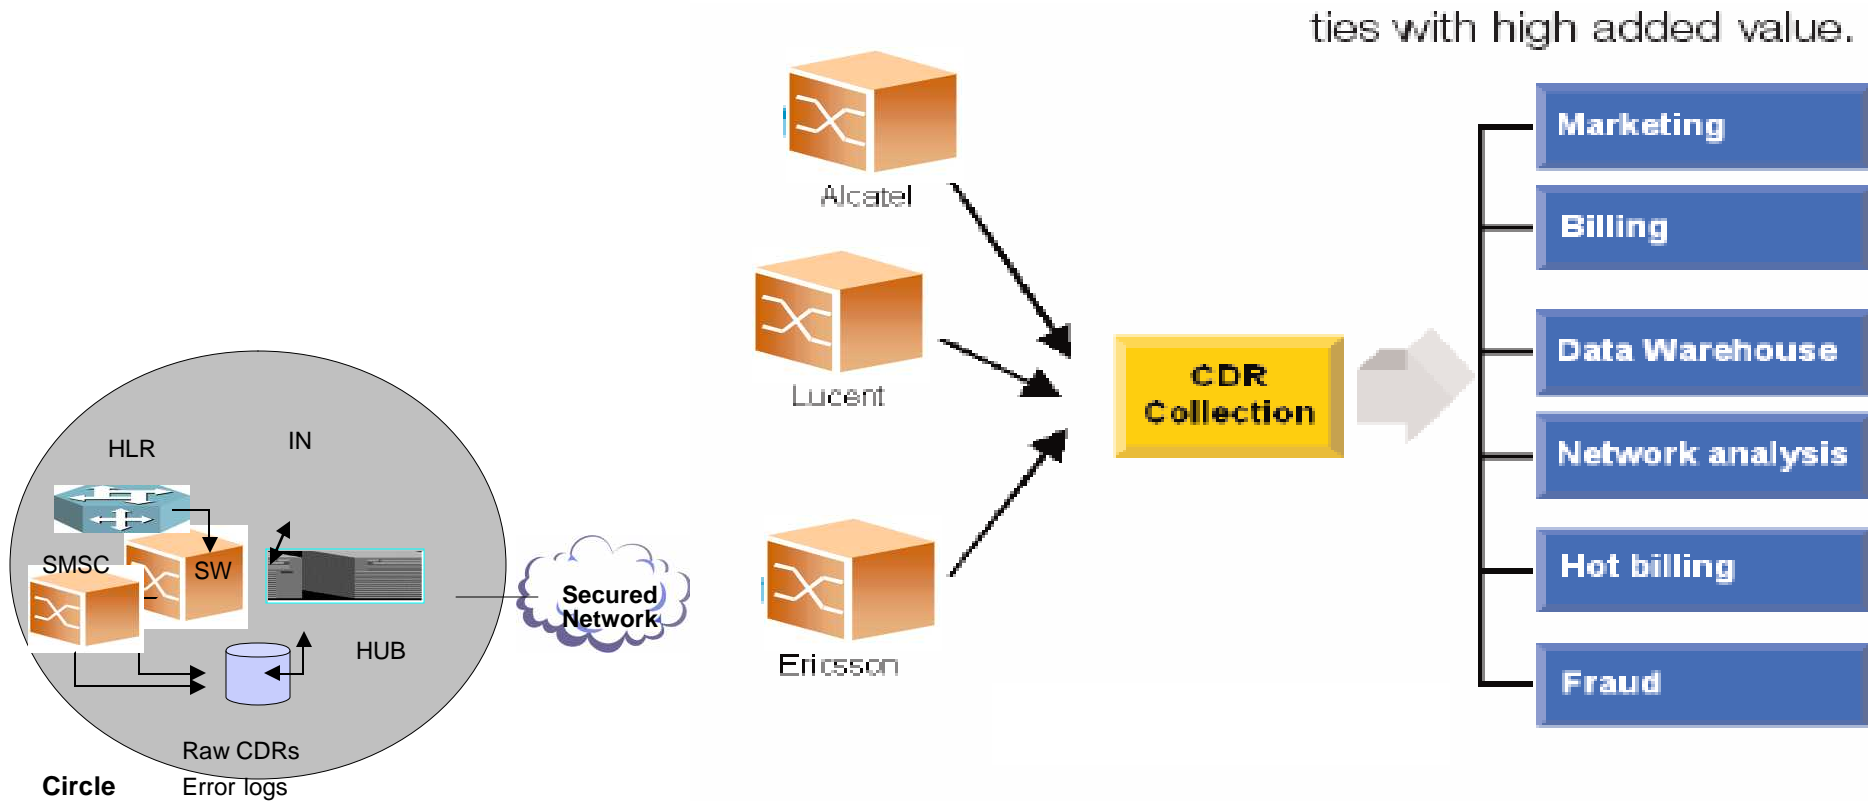 ties with high added value.
Alcatel
Lucent
Ericsson
CDR
Collection
Marketing
Billing
Data Warehouse
Network analysis
Hot billing
Fraud
HLR
IN
SMSC
SW
HUB
Secured
Network
Raw CDRs
Error logs
Circle